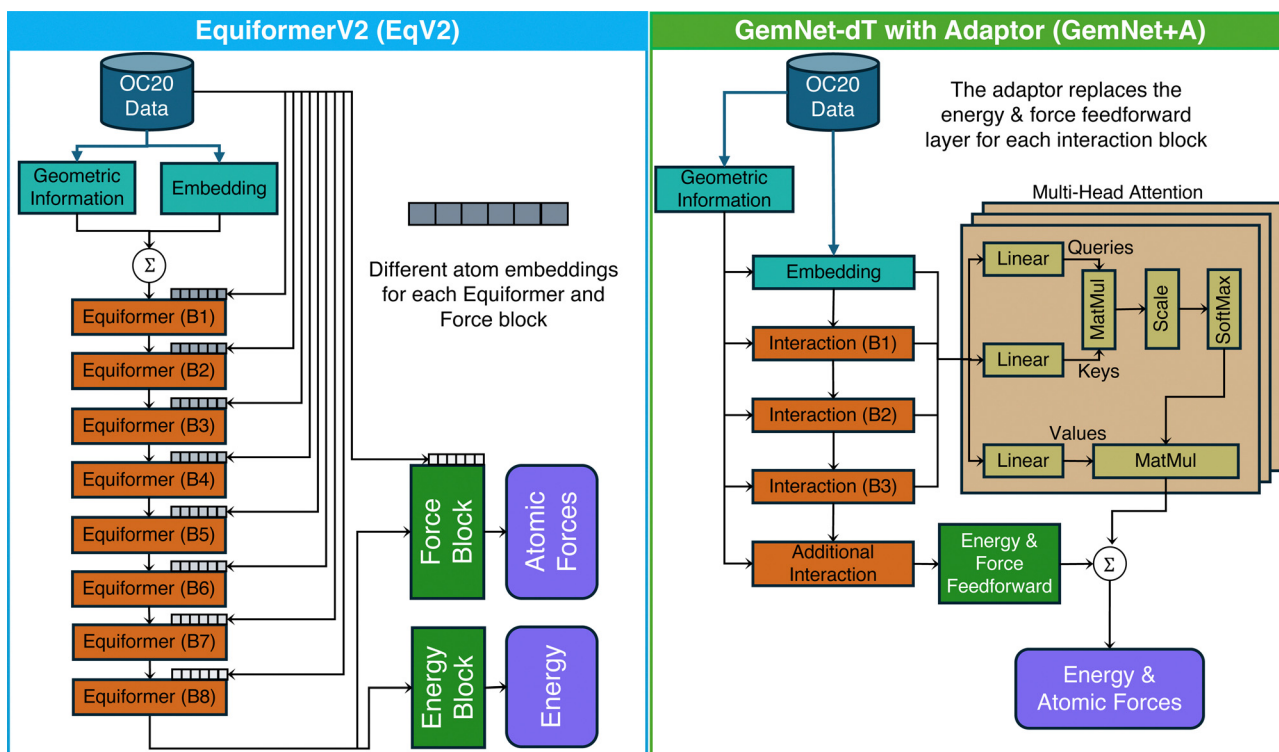 EquiformerV2 (EqV2)
OC20
Data
Geometric
Information
Embedding
Σ
Different atom embeddings
for each Equiformer and
Force block
Equiformer (B1)
Equiformer (B2)
Equiformer (B3)
Equiformer (B4)
Equiformer (B5)
Equiformer (B6)
Equiformer (B7)
Equiformer (B8)
Force
Block
Atomic
Forces
Energy
Block
Energy
GemNet-dT with Adaptor (GemNet+A)
OC20
Data
The adaptor replaces the
energy & force feedforward
layer for each interaction block
Geometric
Information
Multi-Head Attention
Embedding
Interaction (B1)
Interaction (B2)
Interaction (B3)
Additional
Interaction
Linear
Queries
MatMul
Scale
SoftMax
Linear
Keys
Values
Linear
MatMul
Energy &
Force
Feedforward
Σ
Energy &
Atomic Forces